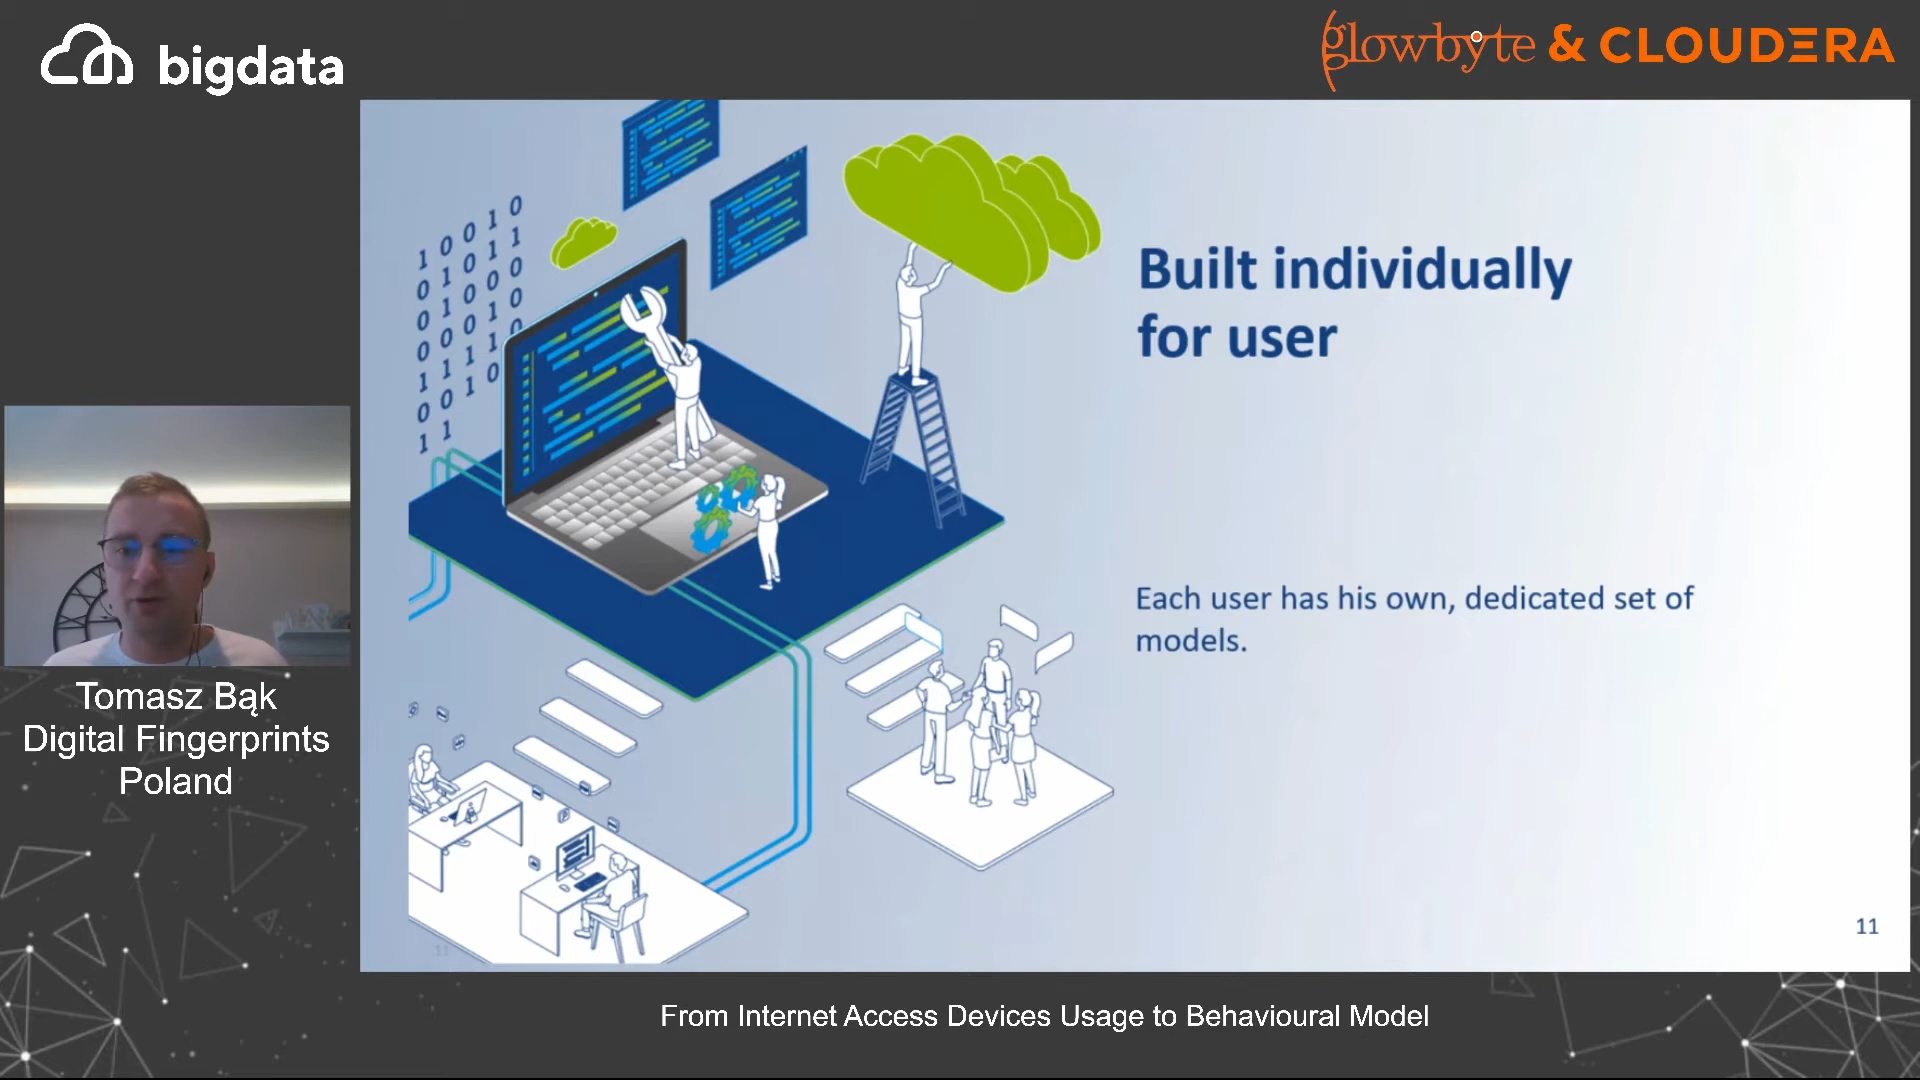 bigdata
glowbyte & CLOUDERA
Built individually
for user
Each user has his own, dedicated set of
models.
11
Tomasz Bąk
Digital Fingerprints
Poland
From Internet Access Devices Usage to Behavioural Model